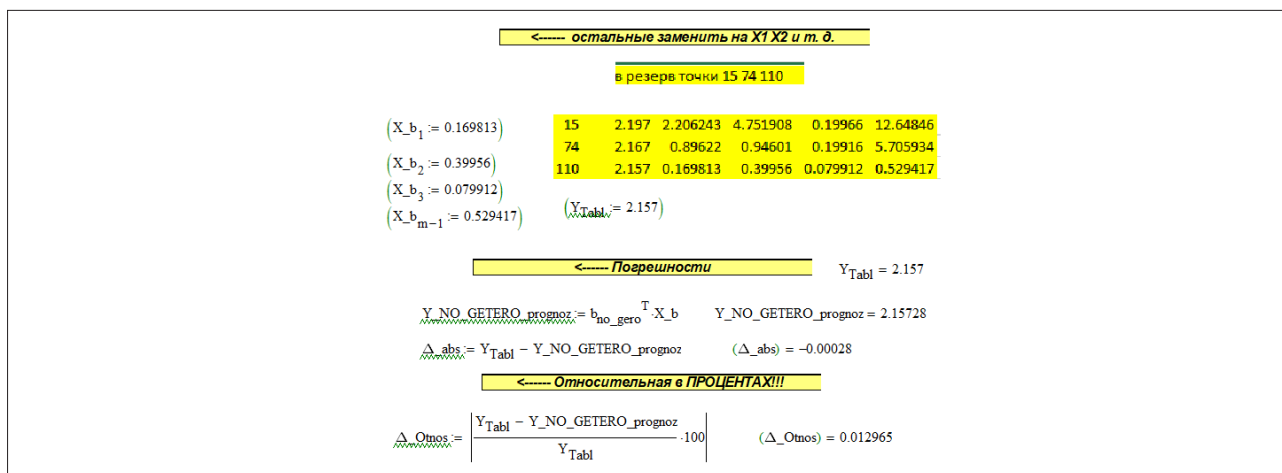 <------ остальные заменить на X1 X2 и т. д.
в резерв точки 15 74 110
(X_b1 := 0.169813)
15 2.197 2.206243 4.751908 0.19966 12.64846
74 2.167 0.89622 0.94601 0.19916 5.705934
(X_b2 := 0.39956)
110 2.157 0.169813 0.39956 0.079912 0.529417
(X_b3 := 0.079912)
(X_bm−1 := 0.529417)
(YTabl := 2.157)
<------ Погрешности
YTabl = 2.157
Y_NO_GETERO_prognoz := bno_gero^T·X_b
Y_NO_GETERO_prognoz = 2.15728
Δ_abs := YTabl − Y_NO_GETERO_prognoz
(Δ_abs) = −0.00028
<------ Относительная в ПРОЦЕНТАХ!!!
Δ_Otnos := |(YTabl − Y_NO_GETERO_prognoz)/YTabl ·100|
(Δ_Otnos) = 0.012965